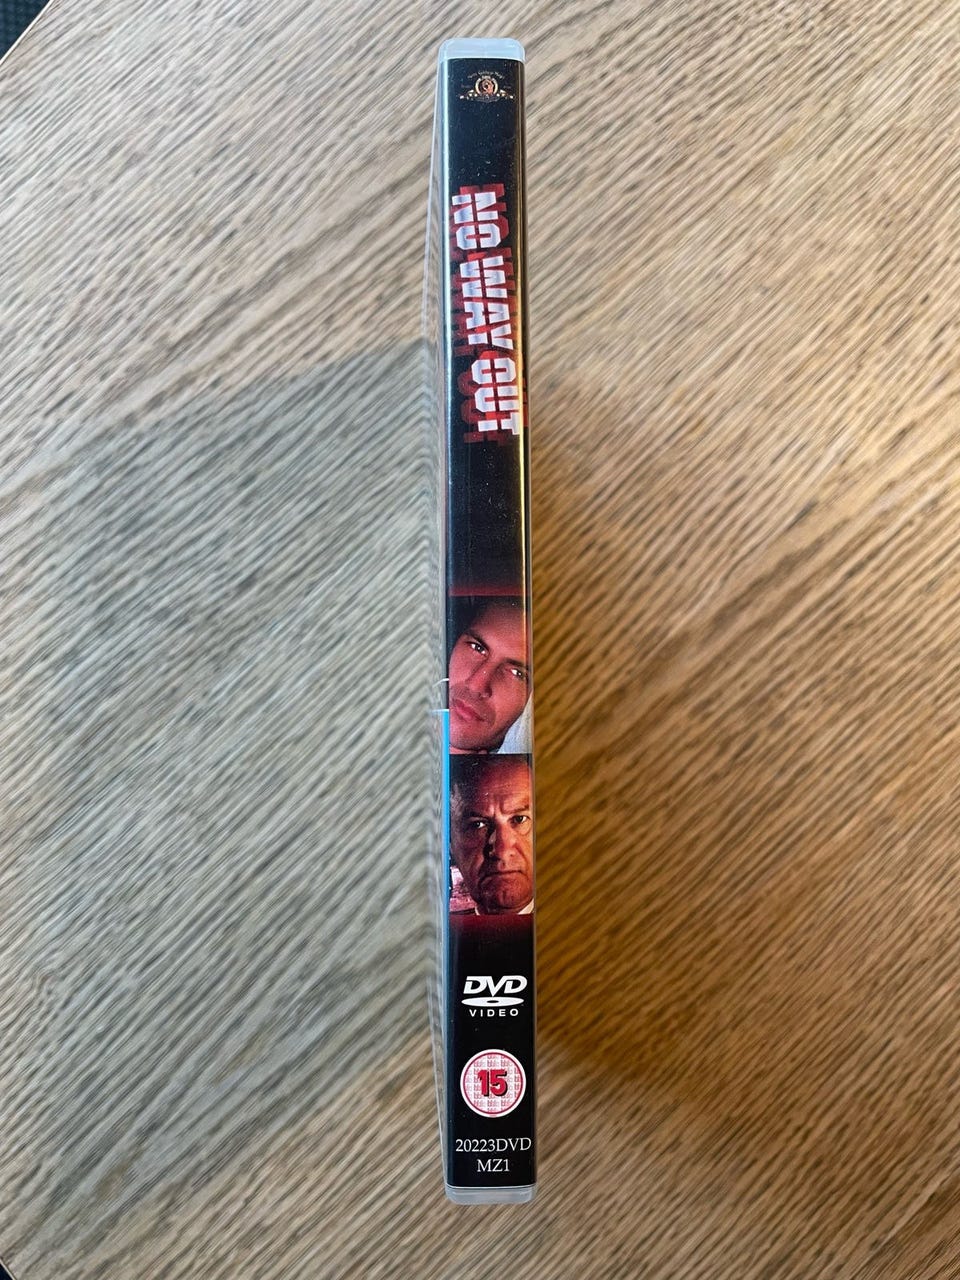 NO WAY OUT
DVD
VIDEO
15
20223DVD
MZ1